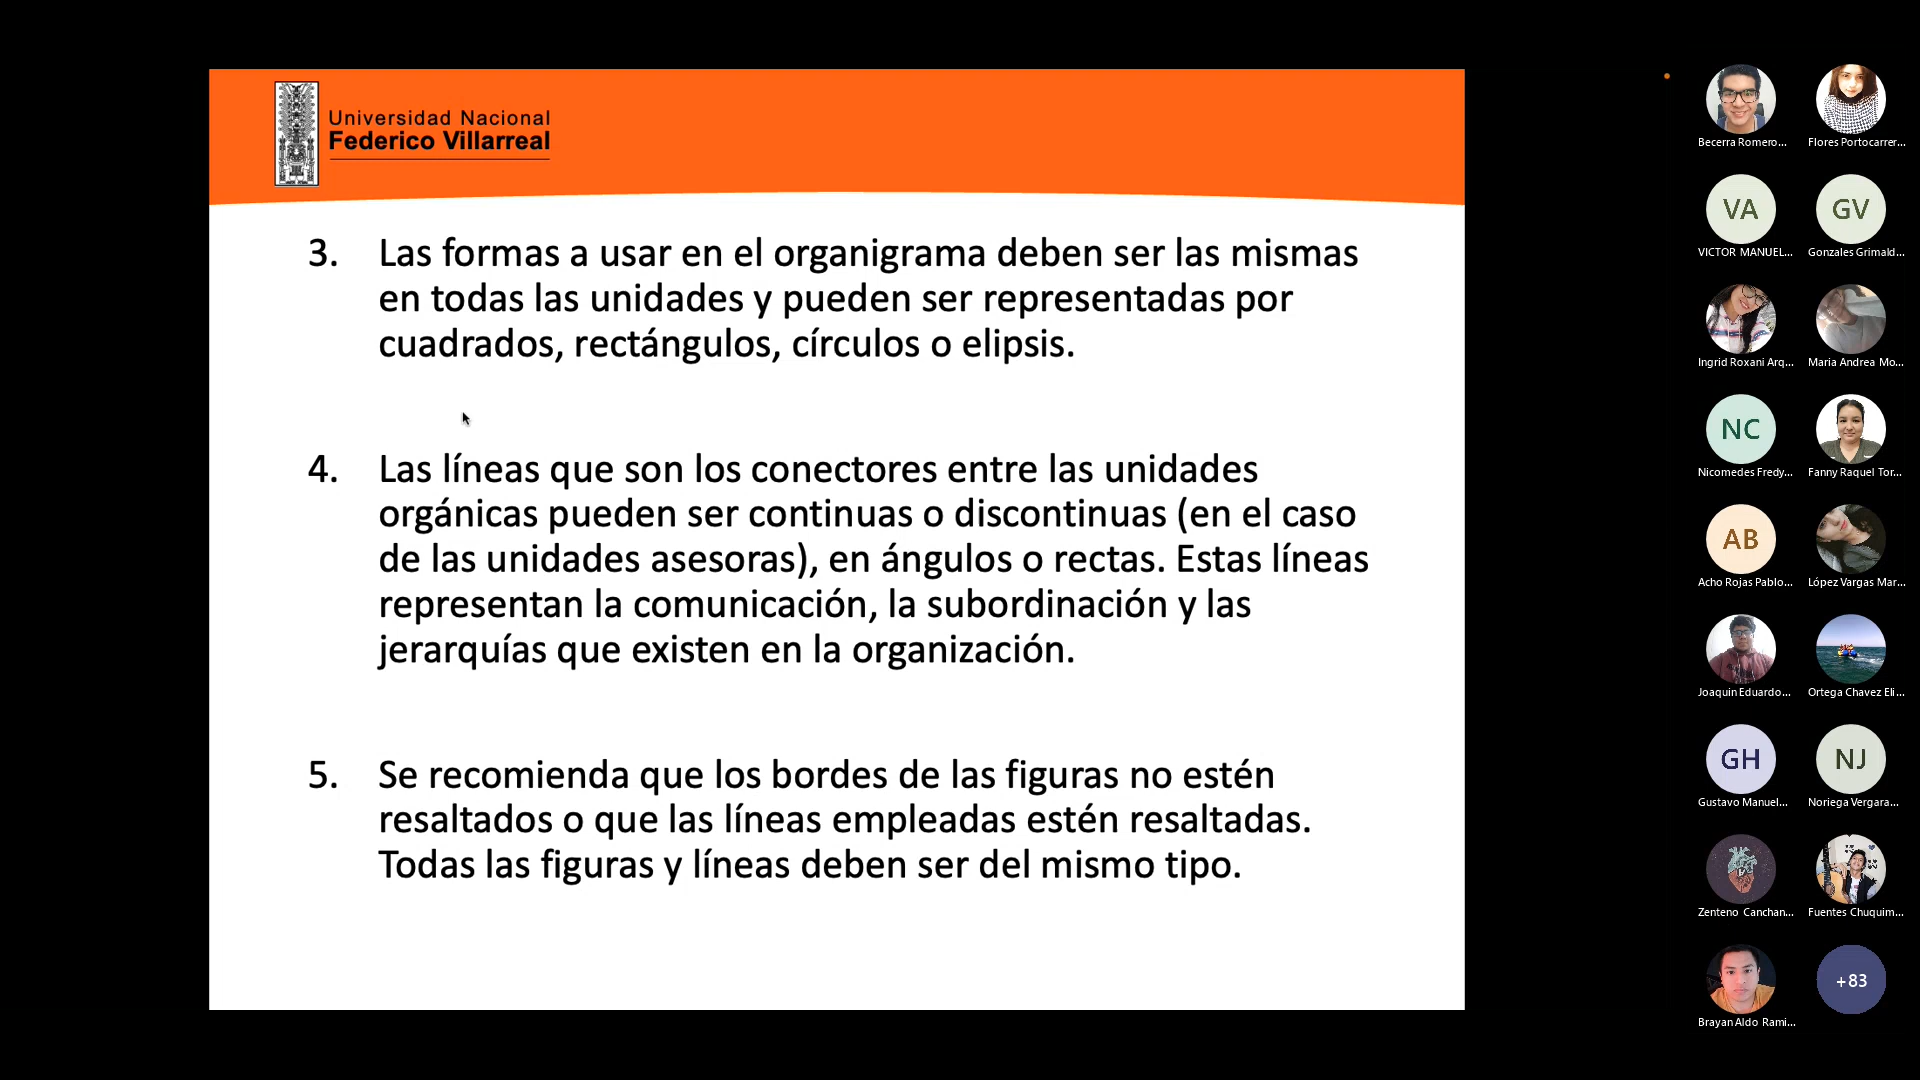 Universidad Nacional
Federico Villarreal
3. Las formas a usar en el organigrama deben ser las mismas
en todas las unidades y pueden ser representadas por
cuadrados, rectángulos, círculos o elipsis.
4. Las líneas que son los conectores entre las unidades
orgánicas pueden ser continuas o discontinuas (en el caso
de las unidades asesoras), en ángulos o rectas. Estas líneas
representan la comunicación, la subordinación y las
jerarquías que existen en la organización.
5. Se recomienda que los bordes de las figuras no estén
resaltados o que las líneas empleadas estén resaltadas.
Todas las figuras y líneas deben ser del mismo tipo.
Becerra Romero... Flores Portocarrer...
VA GV
VICTOR MANUEL... Gonzales Grimald...
Ingrid Roxani Arq... Maria Andrea Mo...
NC
Nicomedes Fredy... Fanny Raquel Tor...
AB
Acho Rojas Pablo... López Vargas Mar...
Joaquin Eduardo... Ortega Chavez Eli...
GH NJ
Gustavo Manuel... Noriega Vergara...
Zenteno Canchan... Fuentes Chuquim...
+83
Brayan Aldo Rami...